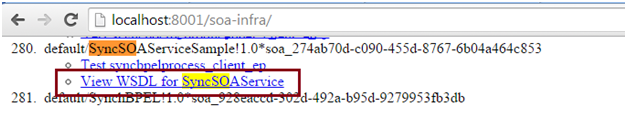 localhost:8001/soa-infra/
280. default/SyncSOAServiceSample!1.0*soa_274ab70d-c090-455d-8767-6b04a464c853
Test syncbpelprocess_client_ep
View WSDL for SyncSOAService
281. default/SynchBPEL!1.0*soa_928eaccd-302d-492a-b95d-9279953fb3db